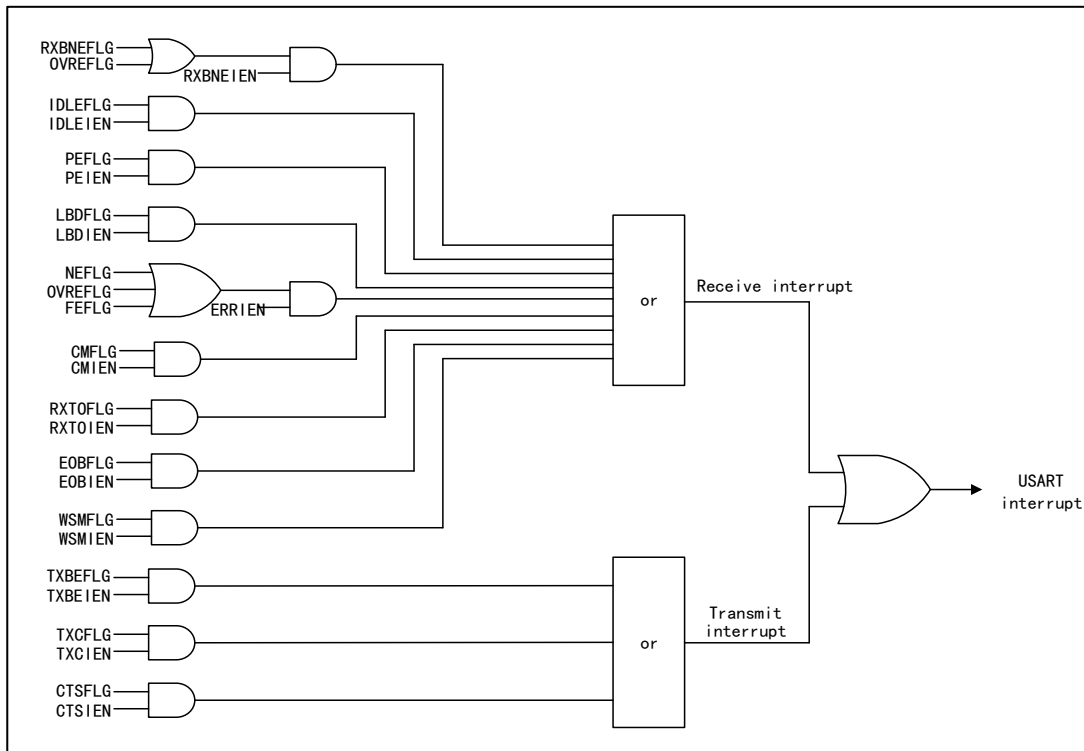 RXBNEFLG
OVREFLG
RXBNEIEN
IDLEFLG
IDLEIEN
PEFLG
PEIEN
LBDFLG
LBDIEN
NEFLG
OVREFLG
FEFLG
ERRIEN
or
Receive interrupt
CMFLG
CMIEN
RXTOFLG
RXTOIEN
EOBFLG
EOBIEN
USART
interrupt
WSMFLG
WSMIEN
TXBEFLG
TXBEIEN
Transmit
interrupt
TXCFLG
TXCIEN
or
CTSFLG
CTSIEN